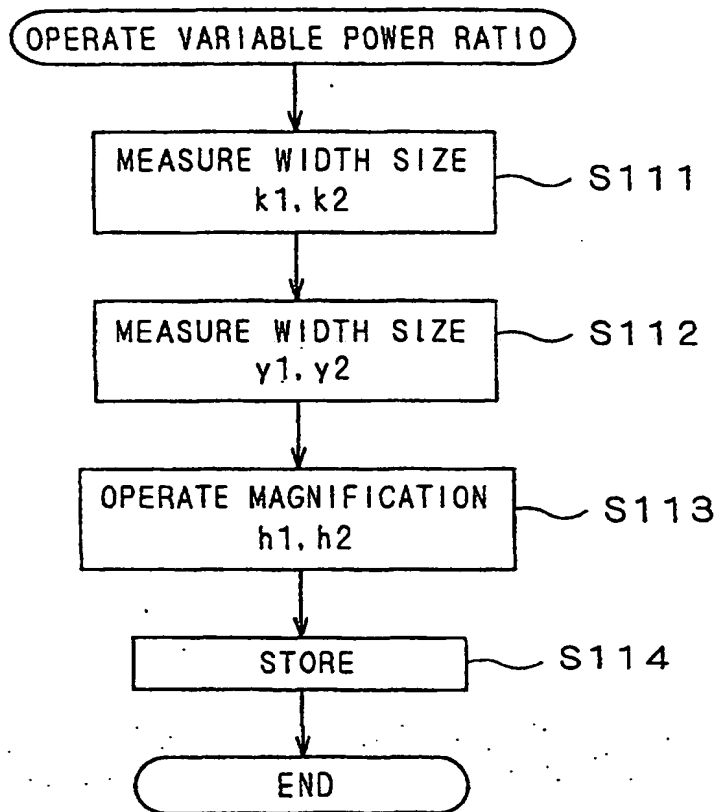 OPERATE VARIABLE POWER RATIO
MEASURE WIDTH SIZE
k1, k2
S111
MEASURE WIDTH SIZE
y1, y2
S112
OPERATE MAGNIFICATION
h1, h2
S113
STORE
S114
END